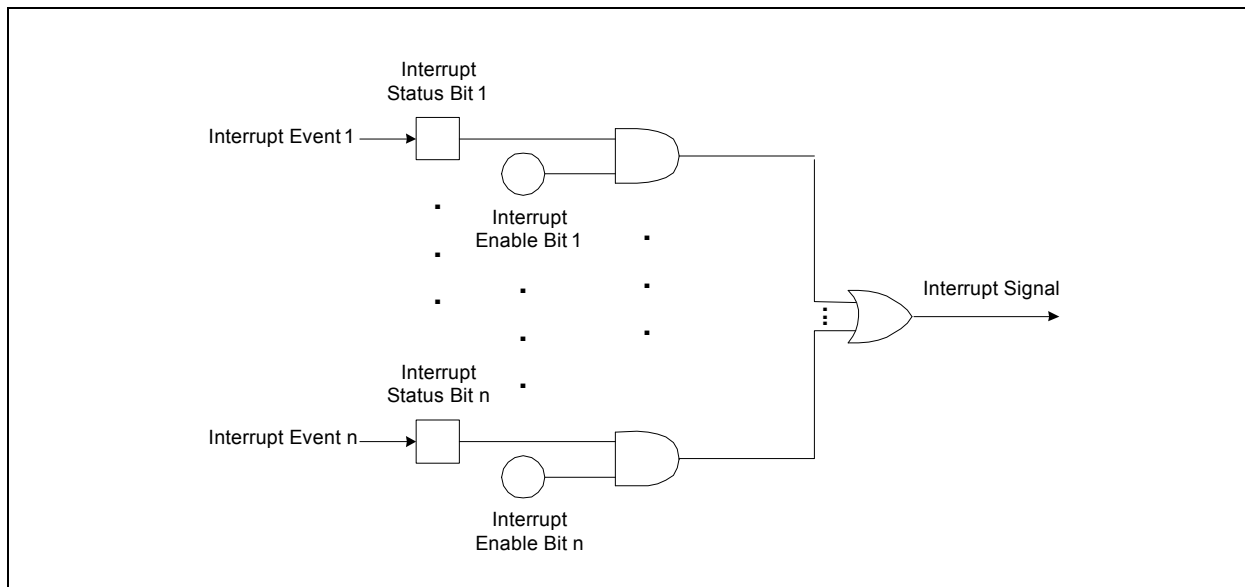 Interrupt
Status Bit 1
Interrupt Event 1
Interrupt
Enable Bit 1
Interrupt Signal
Interrupt
Status Bit n
Interrupt Event n
Interrupt
Enable Bit n